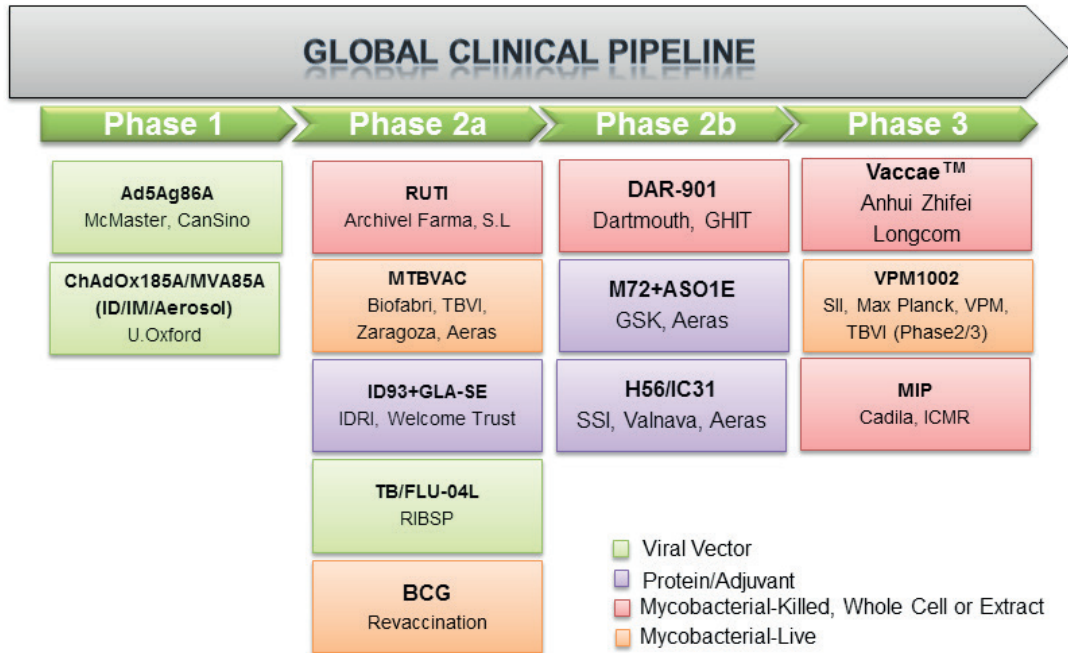 GLOBAL CLINICAL PIPELINE
Phase 1
Phase 2a
Phase 2b
Phase 3
Ad5Ag86A
McMaster, CanSino
ChAdOx185A/MVA85A
(ID/IM/Aerosol)
U.Oxford
RUTI
Archivel Farma, S.L
MTBVAC
Biofabri, TBVI,
Zaragoza, Aeras
ID93+GLA-SE
IDRI, Welcome Trust
TB/FLU-04L
RIBSP
BCG
Revaccination
DAR-901
Dartmouth, GHIT
M72+ASO1E
GSK, Aeras
H56/IC31
SSI, Valnava, Aeras
Vaccae™
Anhui Zhifei
Longcom
VPM1002
SII, Max Planck, VPM,
TBVI (Phase2/3)
MIP
Cadila, ICMR
Viral Vector
Protein/Adjuvant
Mycobacterial-Killed, Whole Cell or Extract
Mycobacterial-Live